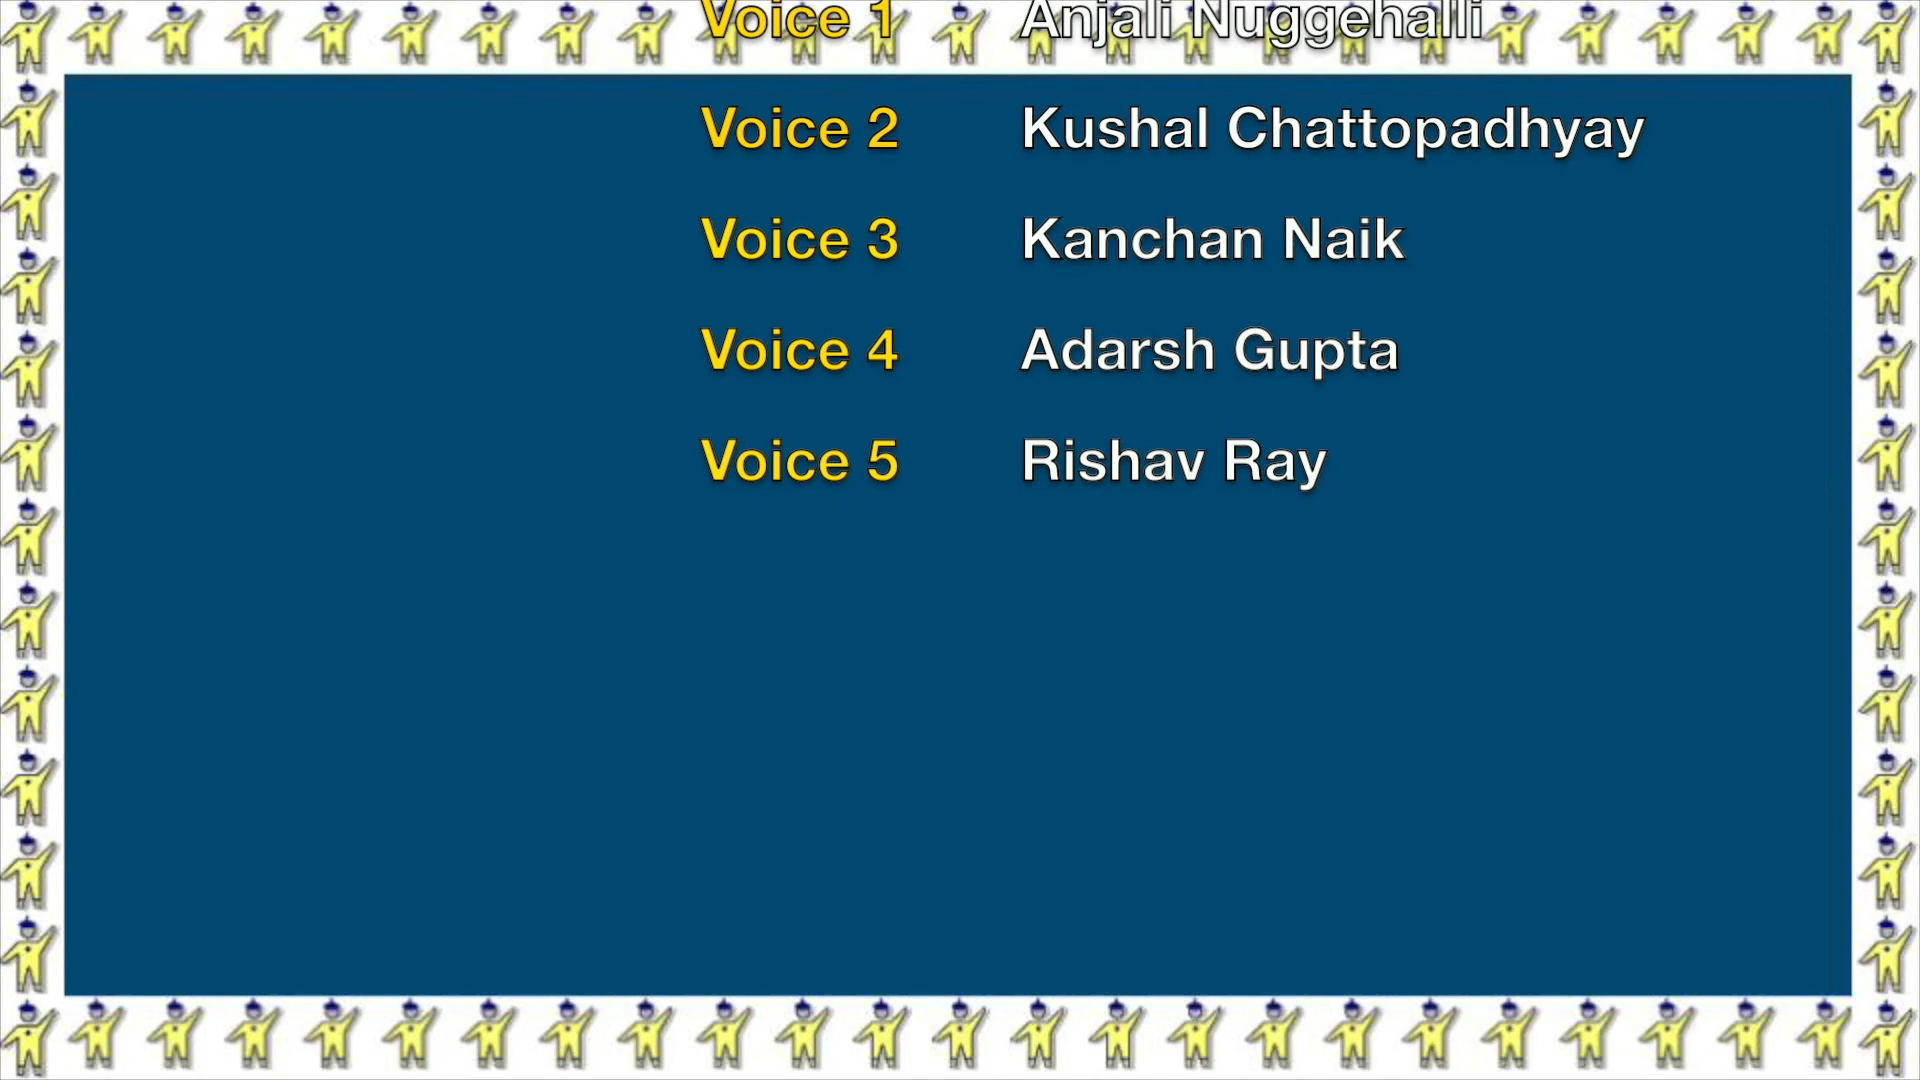 Voice 1 Anjali Nuggehalli
Voice 2 Kushal Chattopadhyay
Voice 3 Kanchan Naik
Voice 4 Adarsh Gupta
Voice 5 Rishav Ray